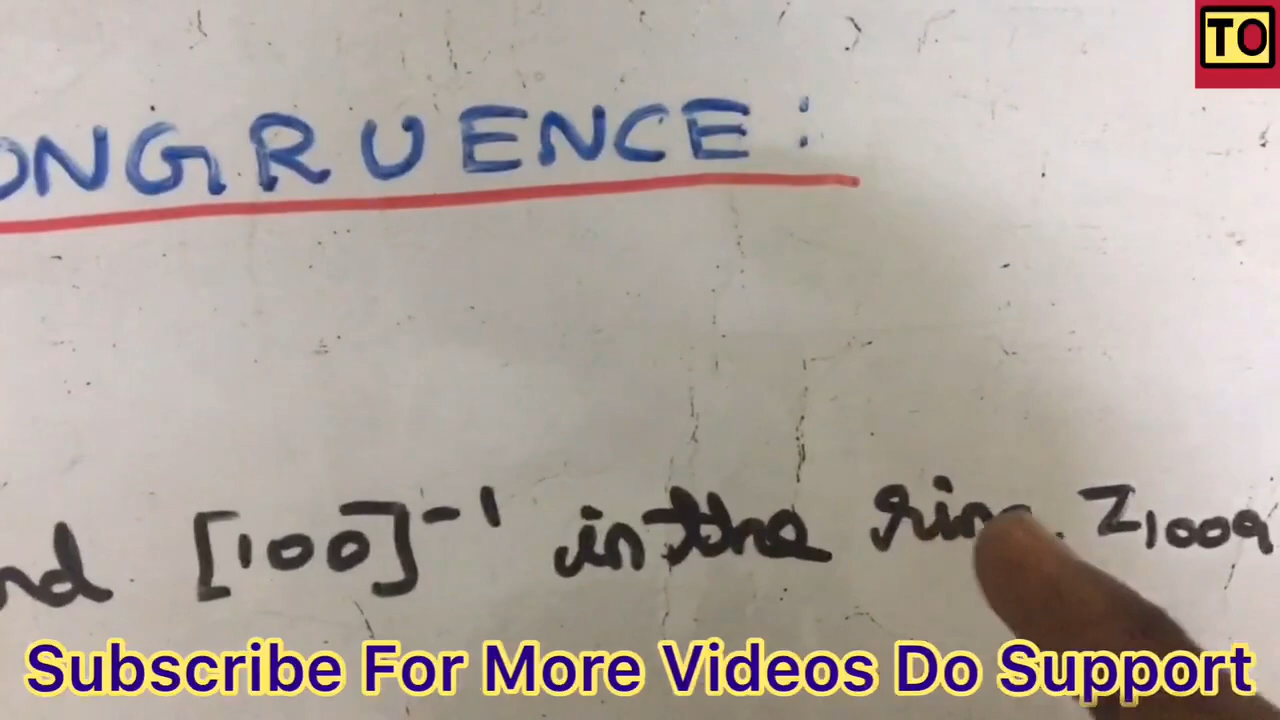 TO
ONGRUENCE:
nd [100]⁻¹ in the ring Z₁₀₀₉
Subscribe For More Videos Do Support